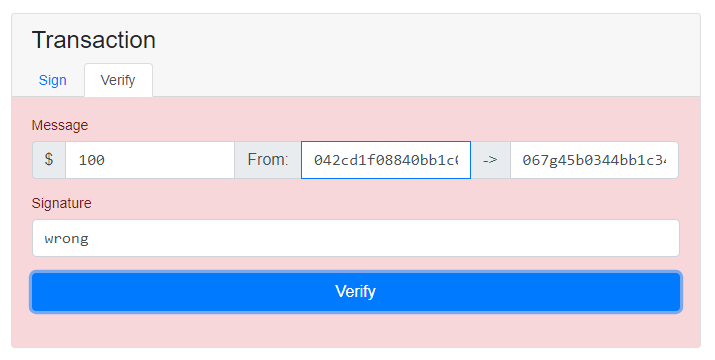 Transaction
Sign Verify
Message
$ 100 From: 042cd1f08840bb1c -> 067g45b0344bb1c34
Signature
wrong
Verify